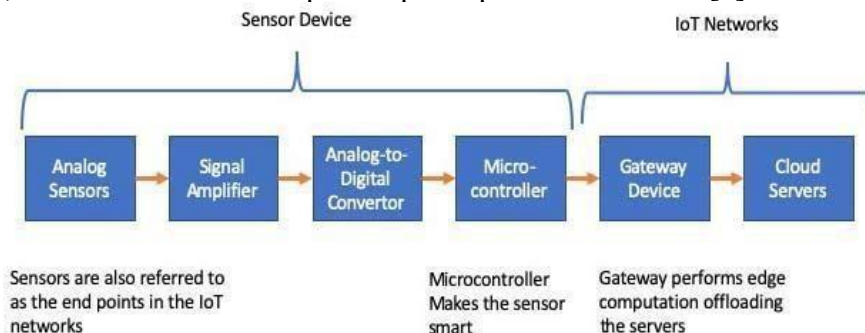 Sensor Device
IoT Networks
Analog
Sensors
Signal
Amplifier
Analog-to-
Digital
Convertor
Micro-
controller
Gateway
Device
Cloud
Servers
Sensors are also referred to
as the end points in the IoT
networks
Microcontroller
Makes the sensor
smart
Gateway performs edge
computation offloading
the servers